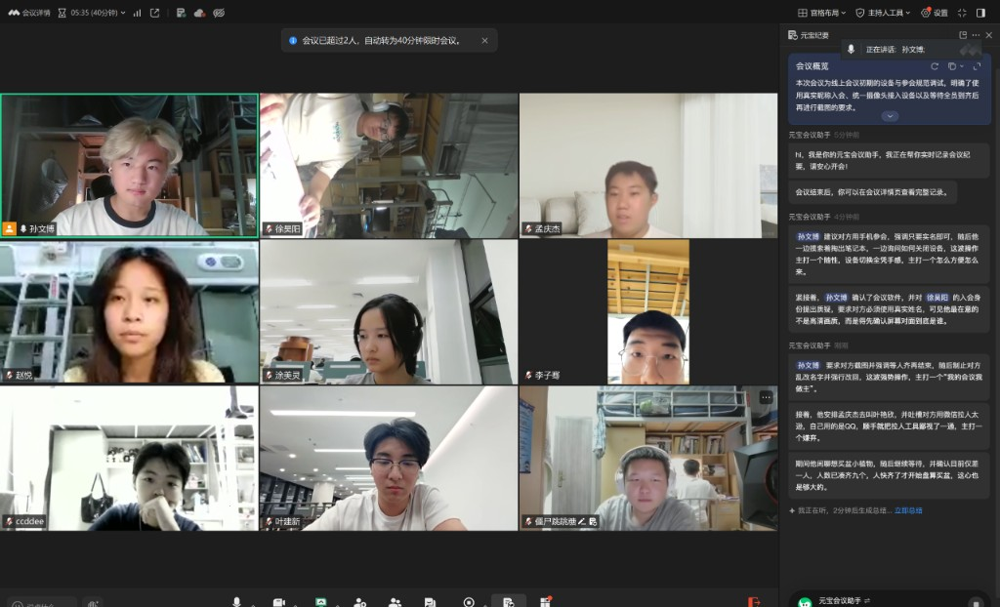 会议详情 05:35 (40分钟)
宫格布局 主持人工具 设置
会议已超过2人，自动转为40分钟限时会议。
元宝纪要
正在讲话: 孙文博;
会议概览
本次会议为线上会议初期的设备与参会规范调试，明确了使
用真实昵称入会、统一摄像头接入设备以及等待全员到齐后
再进行截图的要求。
元宝会议助手 5分钟前
hi，我是你的元宝会议助手，我正在帮你实时记录会议纪
要，请安心开会！
会议结束后，你可以在会议详情页查看完整记录。
元宝会议助手 4分钟前
孙文博 建议对方用手机参会，强调只要实名即可，随后他
一边摸索着掏出笔记本，一边询问如何关闭设备，这波操作
主打一个随性，设备切换全凭手感，主打一个怎么方便怎么
来。
紧接着，孙文博 确认了会议软件，并对 徐昊阳 的入会身
份提出质疑，要求对方必须使用真实姓名，可见他最在意的
不是高清画质，而是得先确认屏幕对面到底是谁。
元宝会议助手 刚刚
孙文博 要求对方截图并强调等人齐再结束，随后制止对方
乱改名字并强行改回，这波强势操作，主打一个“我的会议我
做主”。
接着，他安排孟庆杰去叫叶艳欣，并吐槽对方用微信拉人太
逊，自己用的是QQ，顺手就把拉人工具鄙视了一通，主打一
个嫌弃。
期间他闲聊想买盆小植物，随后继续等待，并确认目前仅差
一人，人数已凑齐九个，人快齐了才开始盘算买盆，这心也
是够大的。
我正在听，2分钟后生成总结... 立即总结
元宝会议助手
孙文博
徐昊阳
孟庆杰
赵悦
涂美灵
李子骞
ccddee
叶建新
僵尸跳跳糖